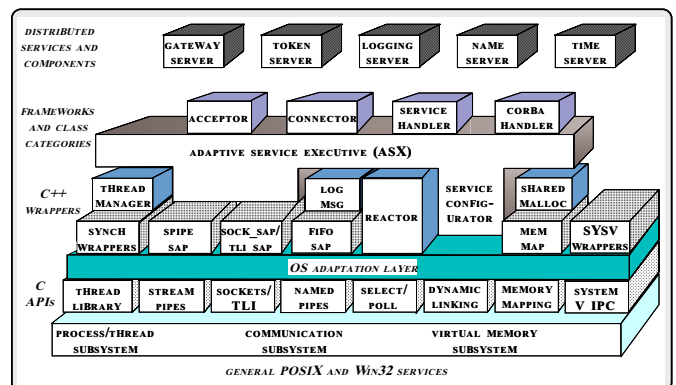 DISTRIBUTED
SERVICES AND
COMPONENTS
GATEWAY
SERVER
TOKEN
SERVER
LOGGING
SERVER
NAME
SERVER
TIME
SERVER
FRAMEWORKS
AND CLASS
CATEGORIES
ACCEPTOR
CONNECTOR
SERVICE
HANDLER
CORBA
HANDLER
ADAPTIVE SERVICE EXECUTIVE (ASX)
C++
WRAPPERS
THREAD
MANAGER
LOG
MSG
REACTOR
SERVICE
CONFIG-
URATOR
SHARED
MALLOC
SYNCH
WRAPPERS
SPIPE
SAP
SOCK_SAP/
TLI SAP
FIFO
SAP
MEM
MAP
SYSV
WRAPPERS
OS ADAPTATION LAYER
C
APIS
THREAD
LIBRARY
STREAM
PIPES
SOCKETS/
TLI
NAMED
PIPES
SELECT/
POLL
DYNAMIC
LINKING
MEMORY
MAPPING
SYSTEM
V IPC
PROCESS/THREAD
SUBSYSTEM
COMMUNICATION
SUBSYSTEM
VIRTUAL MEMORY
SUBSYSTEM
GENERAL POSIX AND WIN32 SERVICES